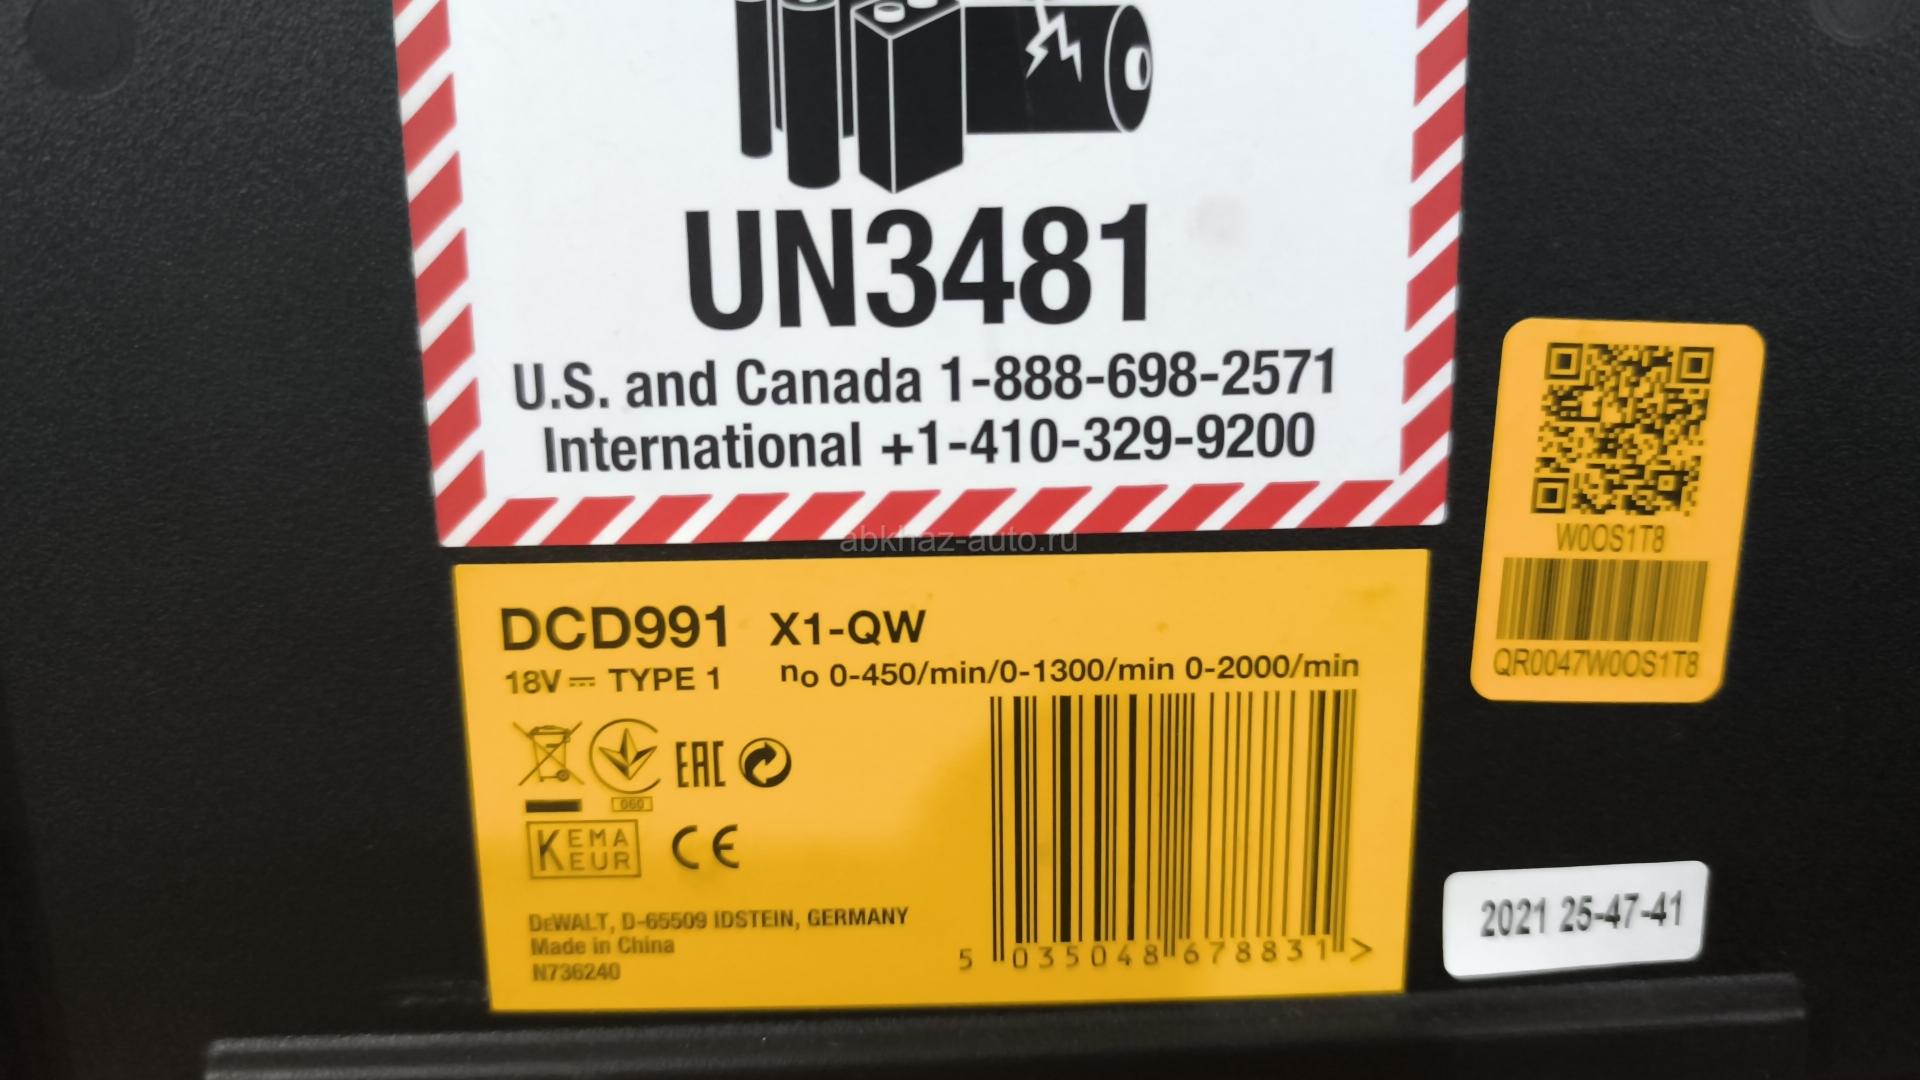 UN3481
U.S. and Canada 1-888-698-2571
International +1-410-329-9200
abkhaz-auto.ru
W0OS1T8
QR0047W0OS1T8
DCD991 X1-QW
18V TYPE 1 no 0-450/min/0-1300/min 0-2000/min
EAC
060
KEMA
KEUR
CE
DeWALT, D-65509 IDSTEIN, GERMANY
Made in China
N736240
5 035048 678831 >
2021 25-47-41